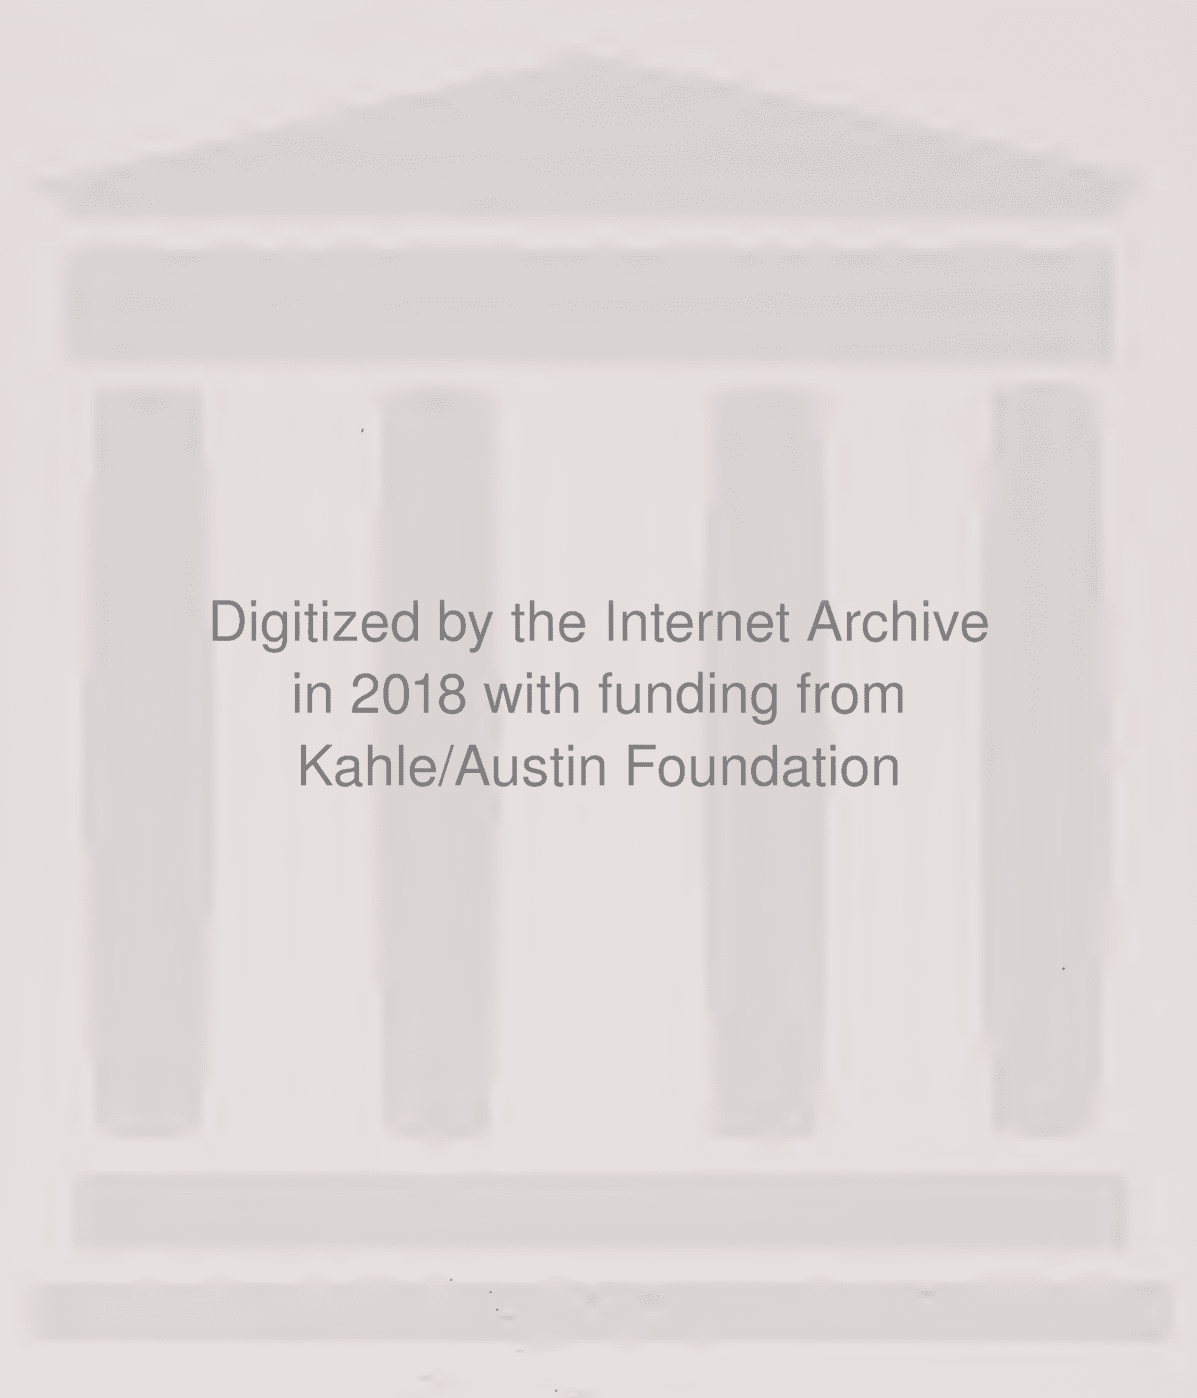 Digitized by the Internet Archive
in 2018 with funding from
Kahle/Austin Foundation